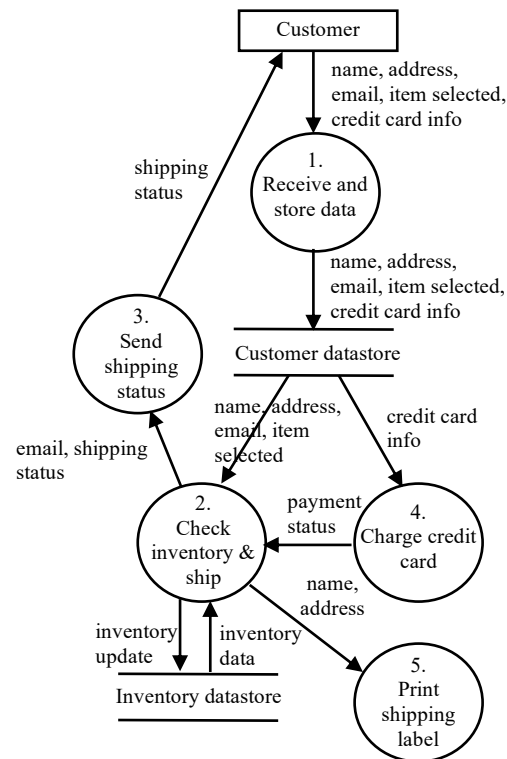 Customer
name, address,
email, item selected,
credit card info
1.
Receive and
store data
shipping
status
name, address,
email, item selected,
credit card info
3.
Send
shipping
status
Customer datastore
name, address,
email, item
selected
credit card
info
email, shipping
status
2.
Check
inventory &
ship
payment
status
4.
Charge credit
card
name,
address
inventory
update
inventory
data
Inventory datastore
5.
Print
shipping
label